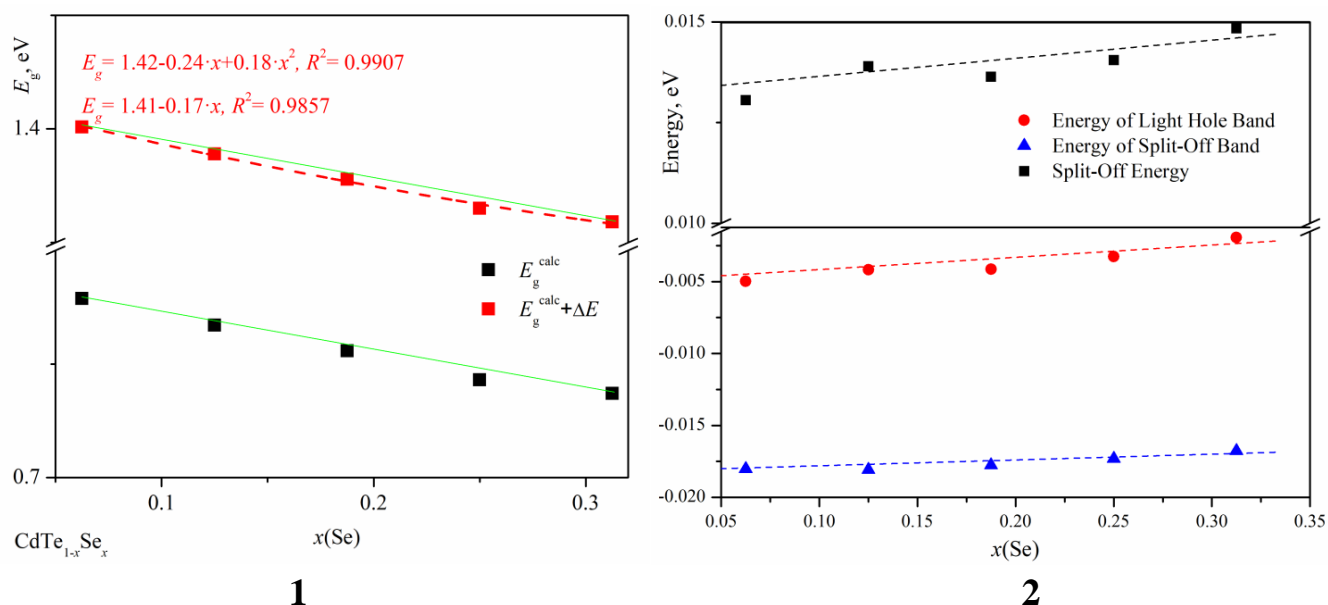 E_g, eV
E_g = 1.42-0.24·x+0.18·x², R²= 0.9907
E_g = 1.41-0.17·x, R²= 0.9857
1.4
E_g^calc
E_g^calc+ΔE
0.7
0.1 0.2 0.3
x(Se)
CdTe_1-xSe_x
1
Energy, eV
0.015
Energy of Light Hole Band
Energy of Split-Off Band
Split-Off Energy
0.010
-0.005
-0.010
-0.015
-0.020
0.05 0.10 0.15 0.20 0.25 0.30 0.35
x(Se)
2